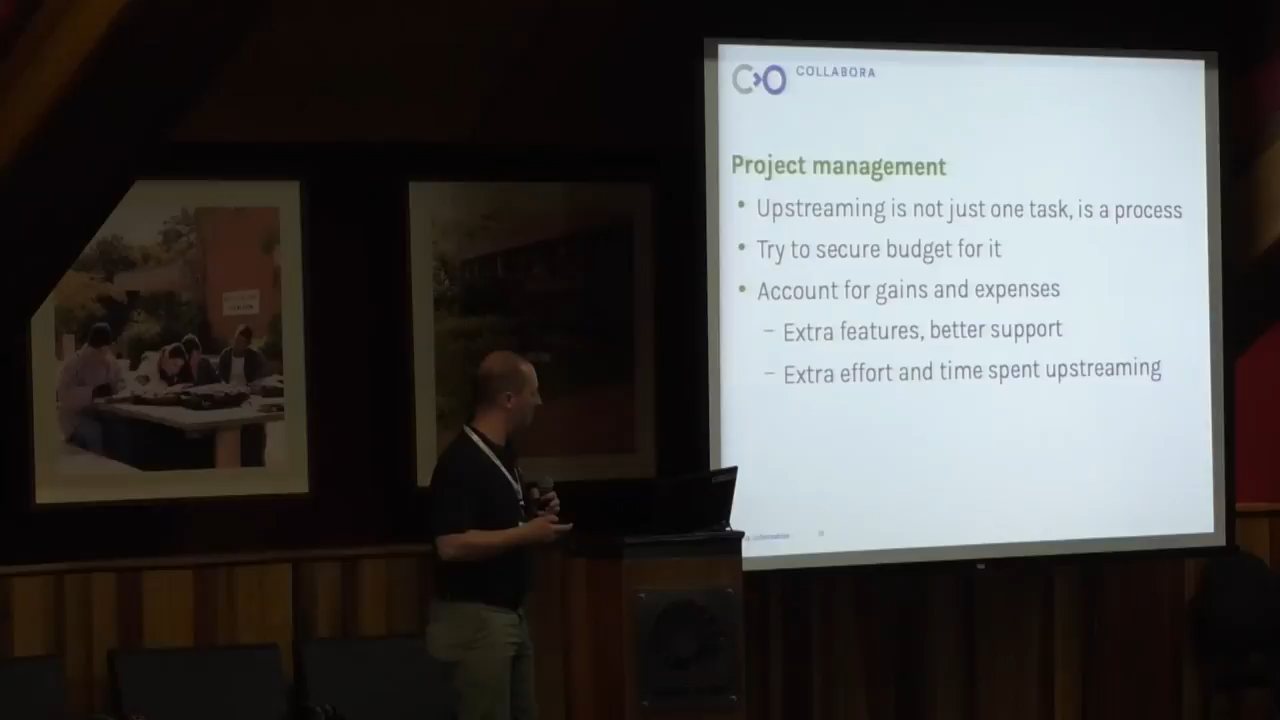 COLLABORA
Project management
• Upstreaming is not just one task, is a process
• Try to secure budget for it
• Account for gains and expenses
– Extra features, better support
– Extra effort and time spent upstreaming